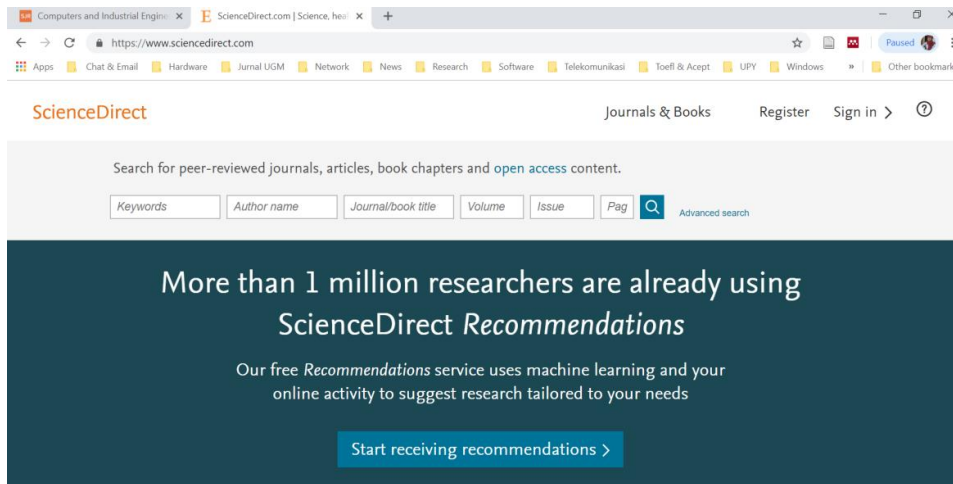 SJR Computers and Industrial Engine ScienceDirect.com | Science, heal
https://www.sciencedirect.com Paused
Apps Chat & Email Hardware Jurnal UGM Network News Research Software Telekomunikasi Toefl & Acept UPY Windows » Other bookmark
ScienceDirect Journals & Books Register Sign in > ?
Search for peer-reviewed journals, articles, book chapters and open access content.
Keywords Author name Journal/book title Volume Issue Pag Advanced search
More than 1 million researchers are already using
ScienceDirect Recommendations
Our free Recommendations service uses machine learning and your
online activity to suggest research tailored to your needs
Start receiving recommendations >